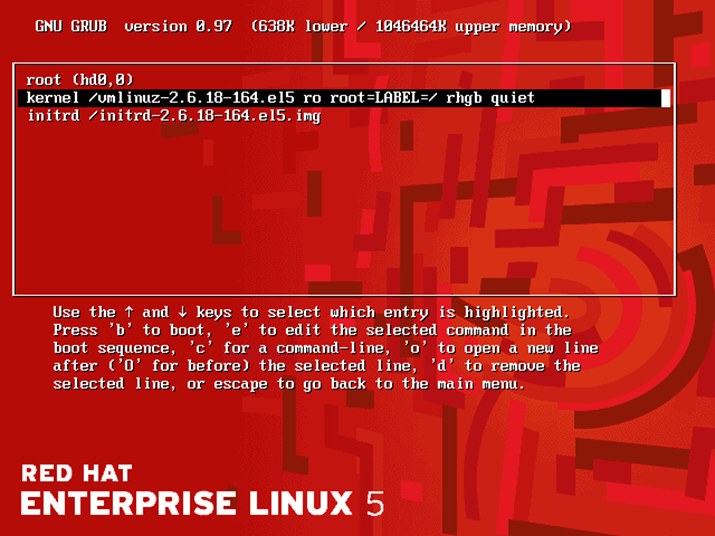 GNU GRUB  version 0.97  (638K lower / 1046464K upper memory)
root (hd0,0)
kernel /vmlinuz-2.6.18-164.el5 ro root=LABEL=/ rhgb quiet
initrd /initrd-2.6.18-164.el5.img
Use the ↑ and ↓ keys to select which entry is highlighted.
Press 'b' to boot, 'e' to edit the selected command in the
boot sequence, 'c' for a command-line, 'o' to open a new line
after ('O' for before) the selected line, 'd' to remove the
selected line, or escape to go back to the main menu.
RED HAT
ENTERPRISE LINUX 5